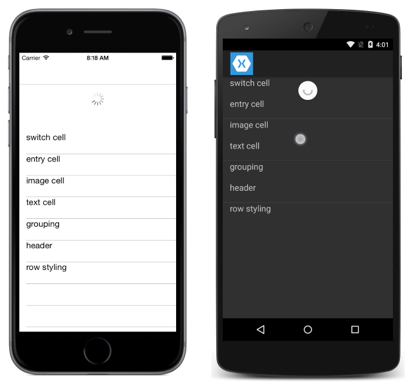 Carrier 8:18 AM
switch cell
entry cell
image cell
text cell
grouping
header
row styling
4:01
switch cell
entry cell
image cell
text cell
grouping
header
row styling